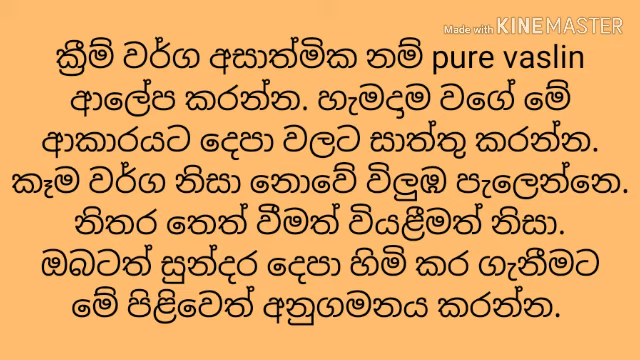 Made with KINEMASTER
ක්‍රීම් වර්ග අසාත්මික නම් pure vaslin
ආලේප කරන්න. හැමදාම වගේ මේ
ආකාරයට දෙපා වලට සාත්තු කරන්න.
කෑම වර්ග නිසා නොවේ විලුඹ පැලෙන්නෙ.
නිතර තෙත් වීමත් වියළීමත් නිසා.
ඔබටත් සුන්දර දෙපා හිමි කර ගැනීමට
මේ පිළිවෙත් අනුගමනය කරන්න.